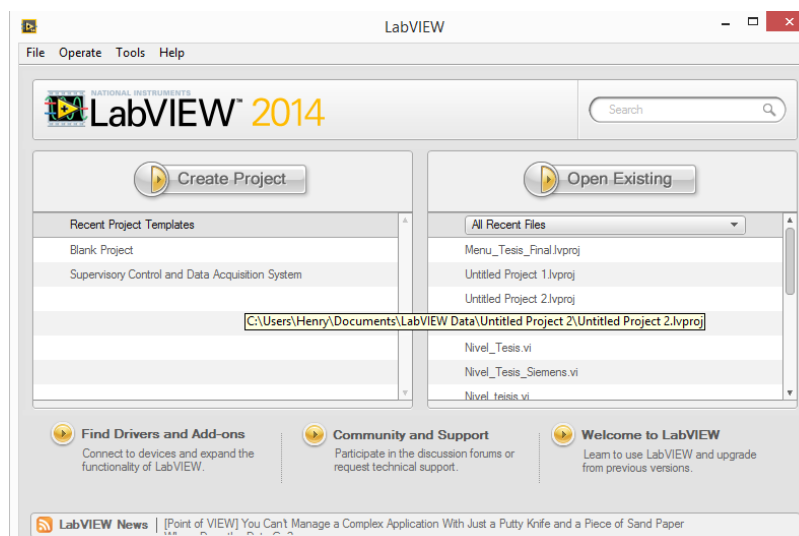 LabVIEW
File Operate Tools Help
NATIONAL INSTRUMENTS
LabVIEW™ 2014
Search
Create Project
Open Existing
Recent Project Templates
All Recent Files
Blank Project
Menu_Tesis_Final.lvproj
Supervisory Control and Data Acquisition System
Untitled Project 1.lvproj
Untitled Project 2.lvproj
C:\Users\Henry\Documents\LabVIEW Data\Untitled Project 2\Untitled Project 2.lvproj
Nivel_Tesis.vi
Nivel_Tesis_Siemens.vi
Nivel_teisis.vi
Find Drivers and Add-ons
Connect to devices and expand the
functionality of LabVIEW.
Community and Support
Participate in the discussion forums or
request technical support.
Welcome to LabVIEW
Learn to use LabVIEW and upgrade
from previous versions.
LabVIEW News | [Point of VIEW] You Can't Manage a Complex Application With Just a Putty Knife and a Piece of Sand Paper